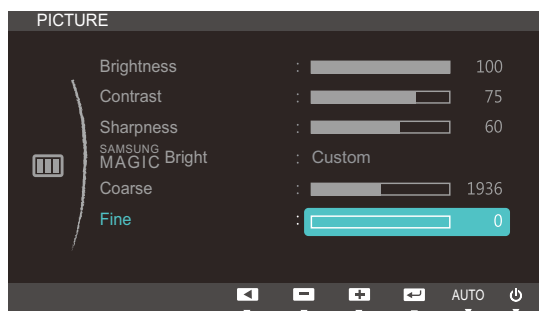 PICTURE
Brightness : 100
Contrast : 75
Sharpness : 60
SAMSUNG
MAGIC Bright : Custom
Coarse : 1936
Fine : 0
AUTO